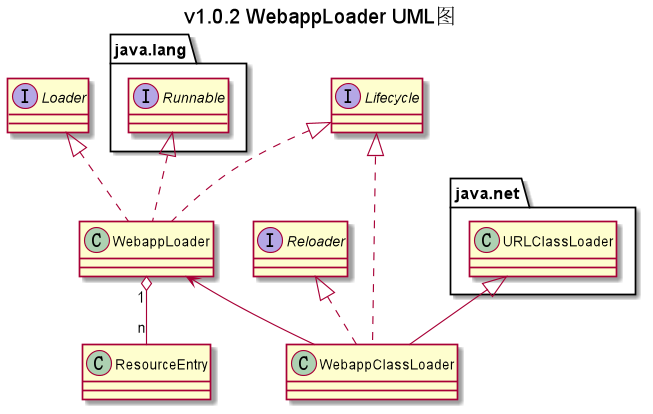 v1.0.2 WebappLoader UML图
java.lang
I Loader
I Runnable
I Lifecycle
java.net
C WebappLoader
I Reloader
C URLClassLoader
1
n
C ResourceEntry
C WebappClassLoader